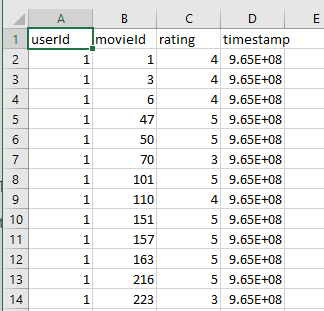 A B C D E
1 userId movieId rating timestamp
2 1 1 4 9.65E+08
3 1 3 4 9.65E+08
4 1 6 4 9.65E+08
5 1 47 5 9.65E+08
6 1 50 5 9.65E+08
7 1 70 3 9.65E+08
8 1 101 5 9.65E+08
9 1 110 4 9.65E+08
10 1 151 5 9.65E+08
11 1 157 5 9.65E+08
12 1 163 5 9.65E+08
13 1 216 5 9.65E+08
14 1 223 3 9.65E+08